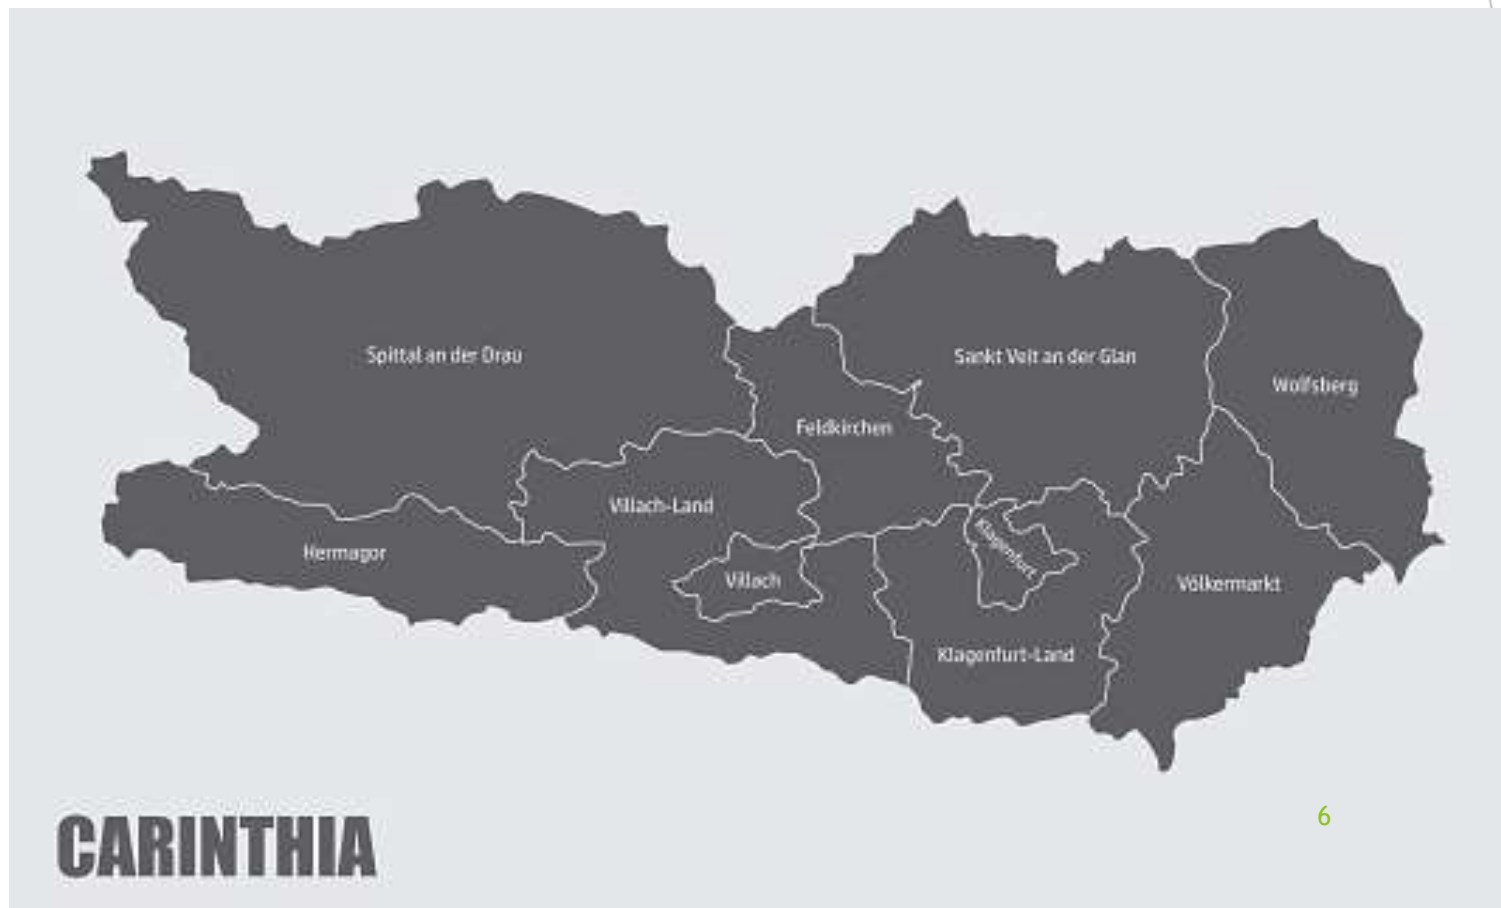 Spittal an der Drau
Sankt Veit an der Glan
Wolfsberg
Feldkirchen
Villach-Land
Klagenfurt
Hermagor
Villach
Völkermarkt
Klagenfurt-Land
CARINTHIA
6